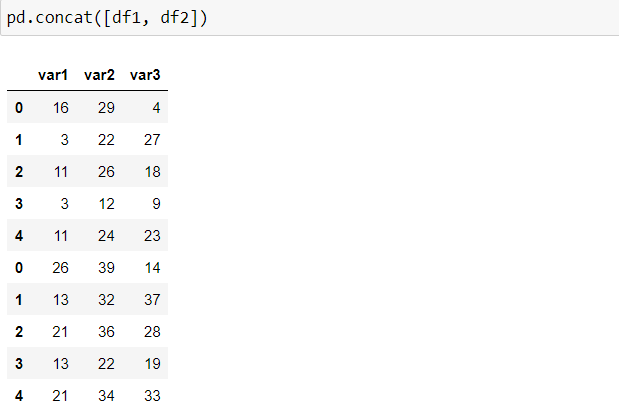 pd.concat([df1, df2])
var1 var2 var3
0 16 29 4
1 3 22 27
2 11 26 18
3 3 12 9
4 11 24 23
0 26 39 14
1 13 32 37
2 21 36 28
3 13 22 19
4 21 34 33